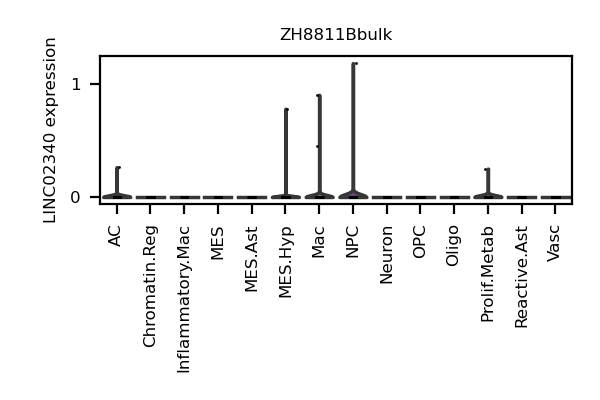 ZH8811Bbulk
LINC02340 expression
1
0
AC
Chromatin.Reg
Inflammatory.Mac
MES
MES.Ast
MES.Hyp
Mac
NPC
Neuron
OPC
Oligo
Prolif.Metab
Reactive.Ast
Vasc